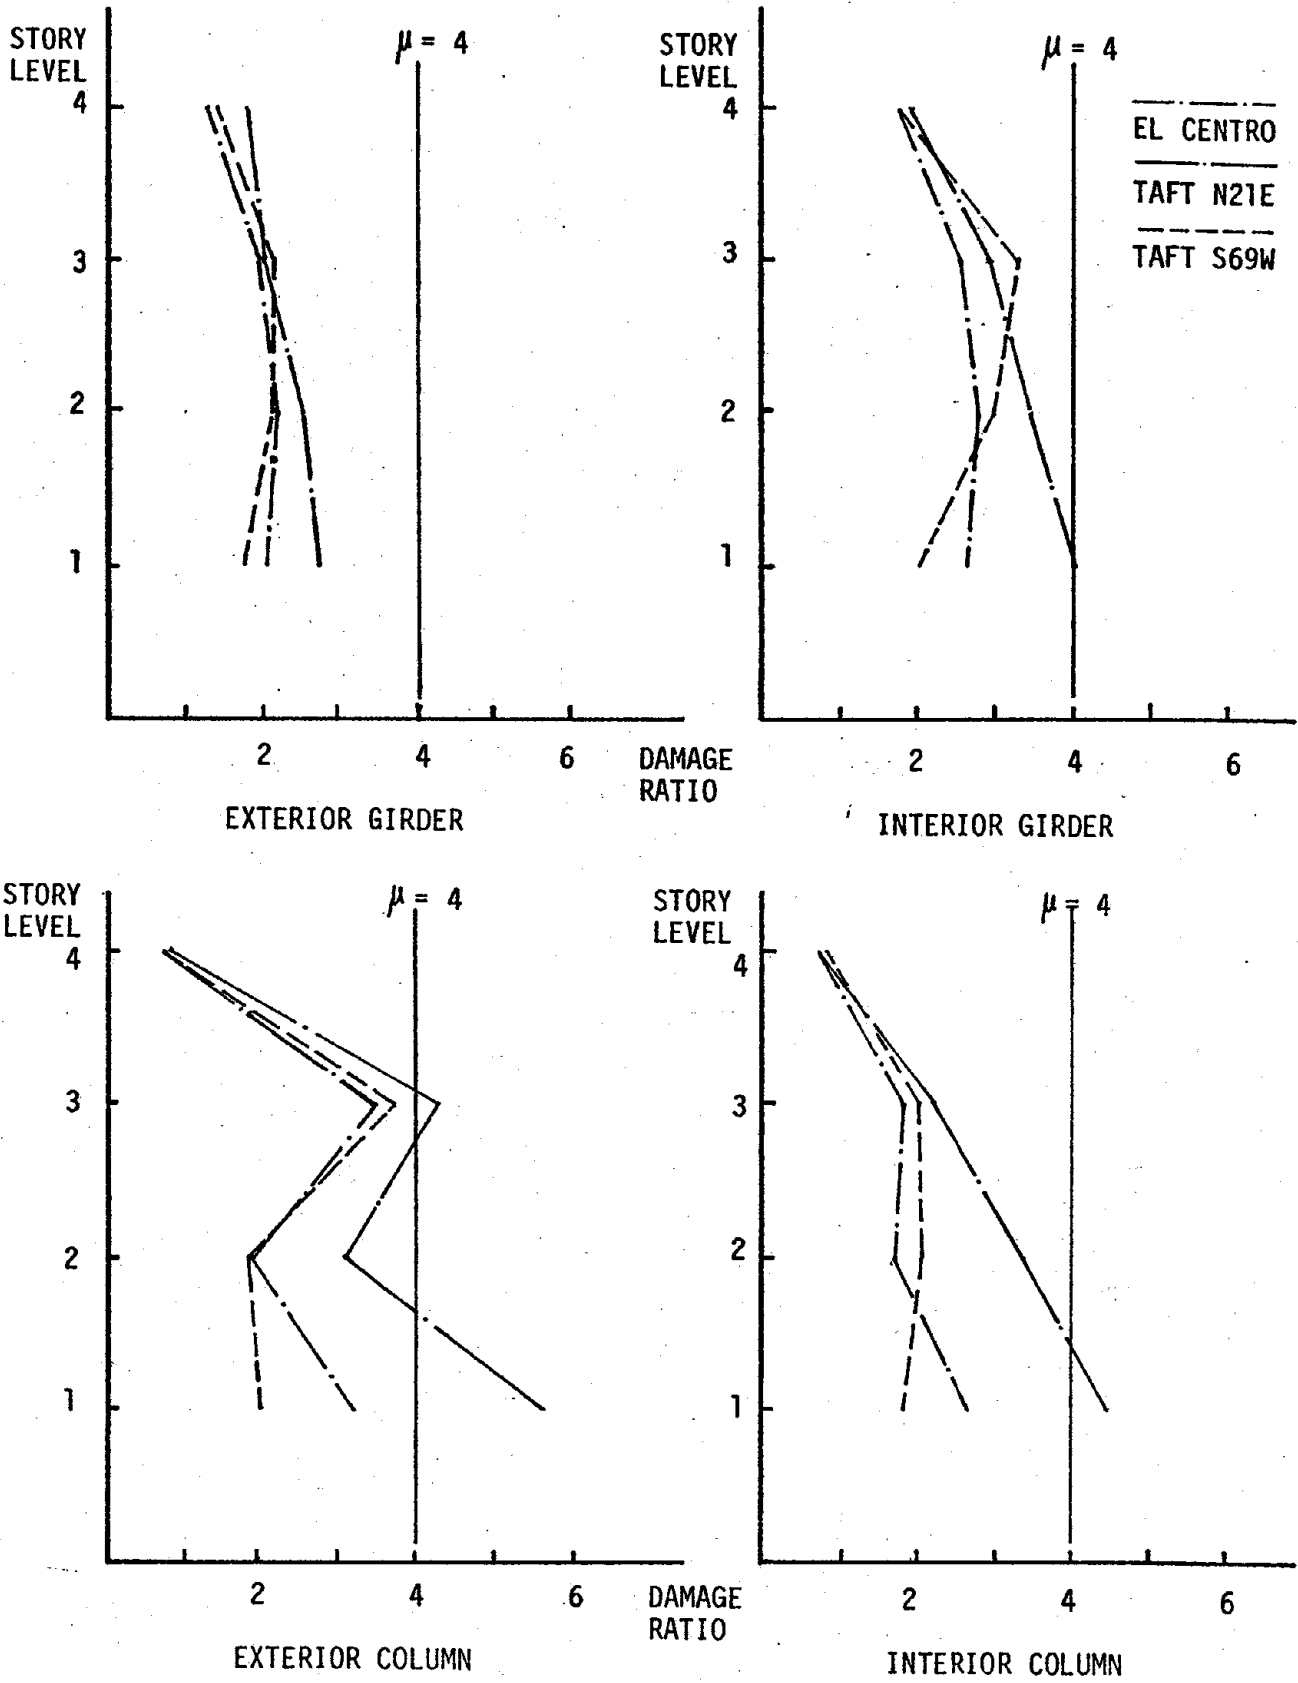 STORY
LEVEL
μ = 4
4
3
2
1
2 4 6
DAMAGE
RATIO
EXTERIOR GIRDER
STORY
LEVEL
μ = 4
4
3
2
1
2 4 6
INTERIOR GIRDER
EL CENTRO
TAFT N21E
TAFT S69W
STORY
LEVEL
μ = 4
4
3
2
1
2 4 6
DAMAGE
RATIO
EXTERIOR COLUMN
STORY
LEVEL
μ = 4
4
3
2
1
2 4 6
INTERIOR COLUMN